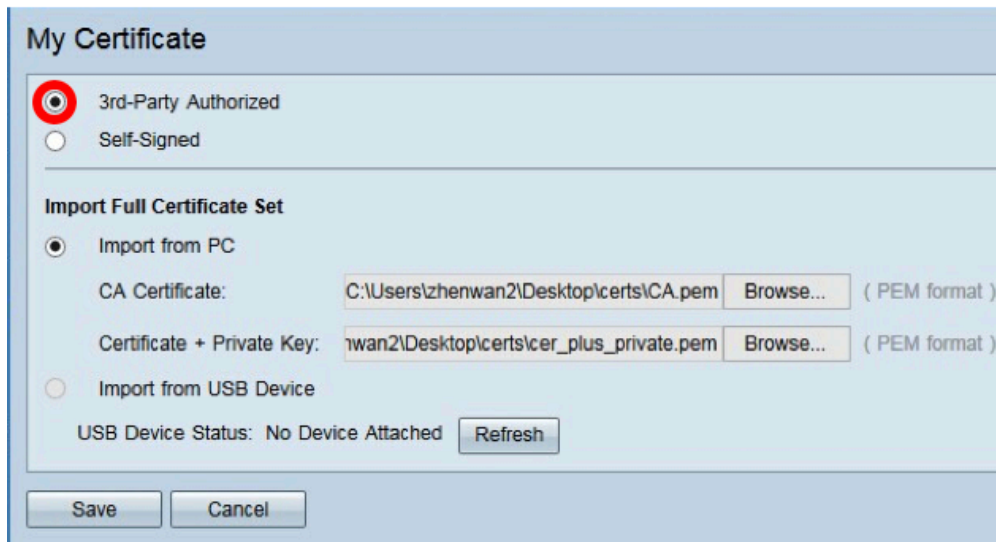 My Certificate
3rd-Party Authorized
Self-Signed
Import Full Certificate Set
Import from PC
CA Certificate: C:\Users\zhenwan2\Desktop\certs\CA.pem Browse... ( PEM format )
Certificate + Private Key: wan2\Desktop\certs\cer_plus_private.pem Browse... ( PEM format )
Import from USB Device
USB Device Status: No Device Attached Refresh
Save Cancel